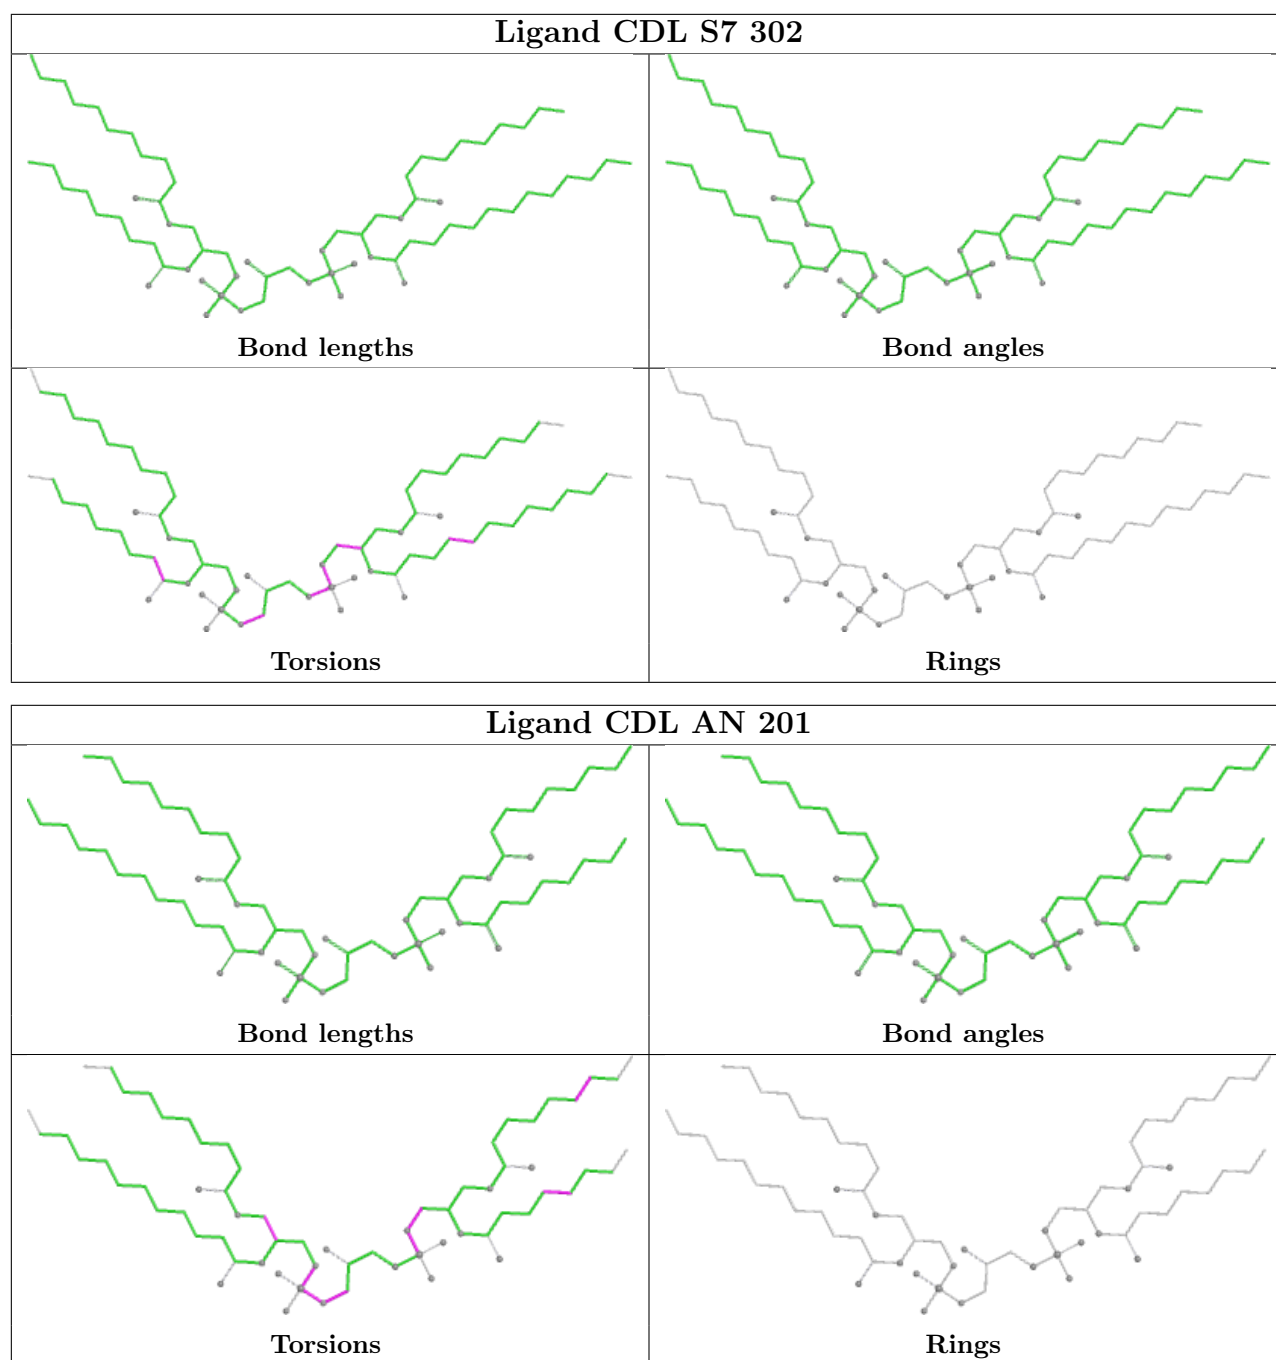 Ligand CDL S7 302
Bond lengths
Bond angles
Torsions
Rings
Ligand CDL AN 201
Bond lengths
Bond angles
Torsions
Rings